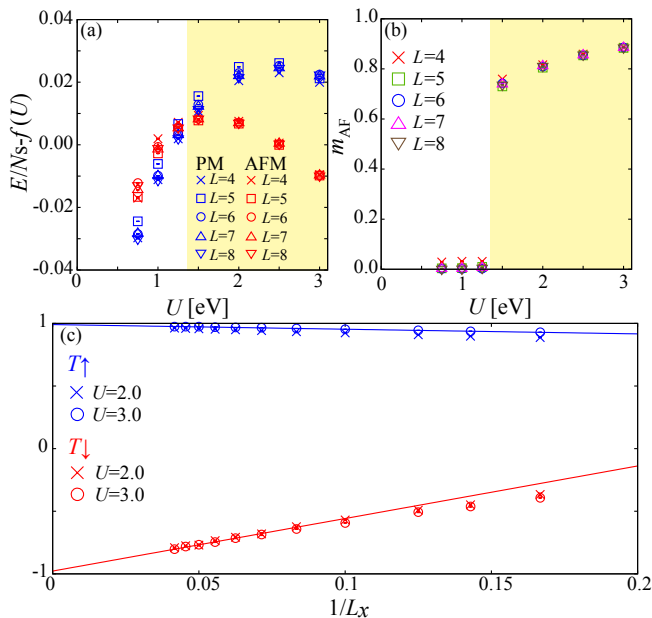 (a)
E/Ns-f(U)
0.04
0.02
0.00
-0.02
-0.04
PM AFM
L=4 L=4
L=5 L=5
L=6 L=6
L=7 L=7
L=8 L=8
1 2 3
U [eV]
(b)
m_AF
1.0
0.8
0.6
0.4
0.2
0.0
L=4
L=5
L=6
L=7
L=8
1 2 3
U [eV]
(c)
1
0
-1
T↑
U=2.0
U=3.0
T↓
U=2.0
U=3.0
0 0.05 0.1 0.15 0.2
1/Lx